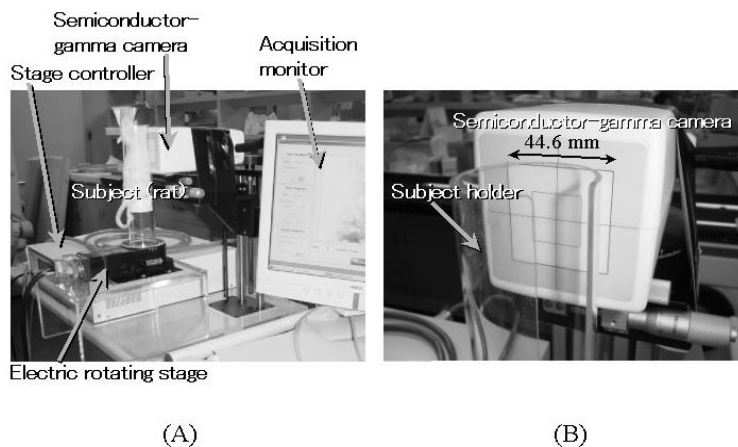 Semiconductor-
gamma camera
Stage controller
Acquisition
monitor
Subject (rat)
Electric rotating stage
Semiconductor-gamma camera
44.6 mm
Subject holder
(A)
(B)